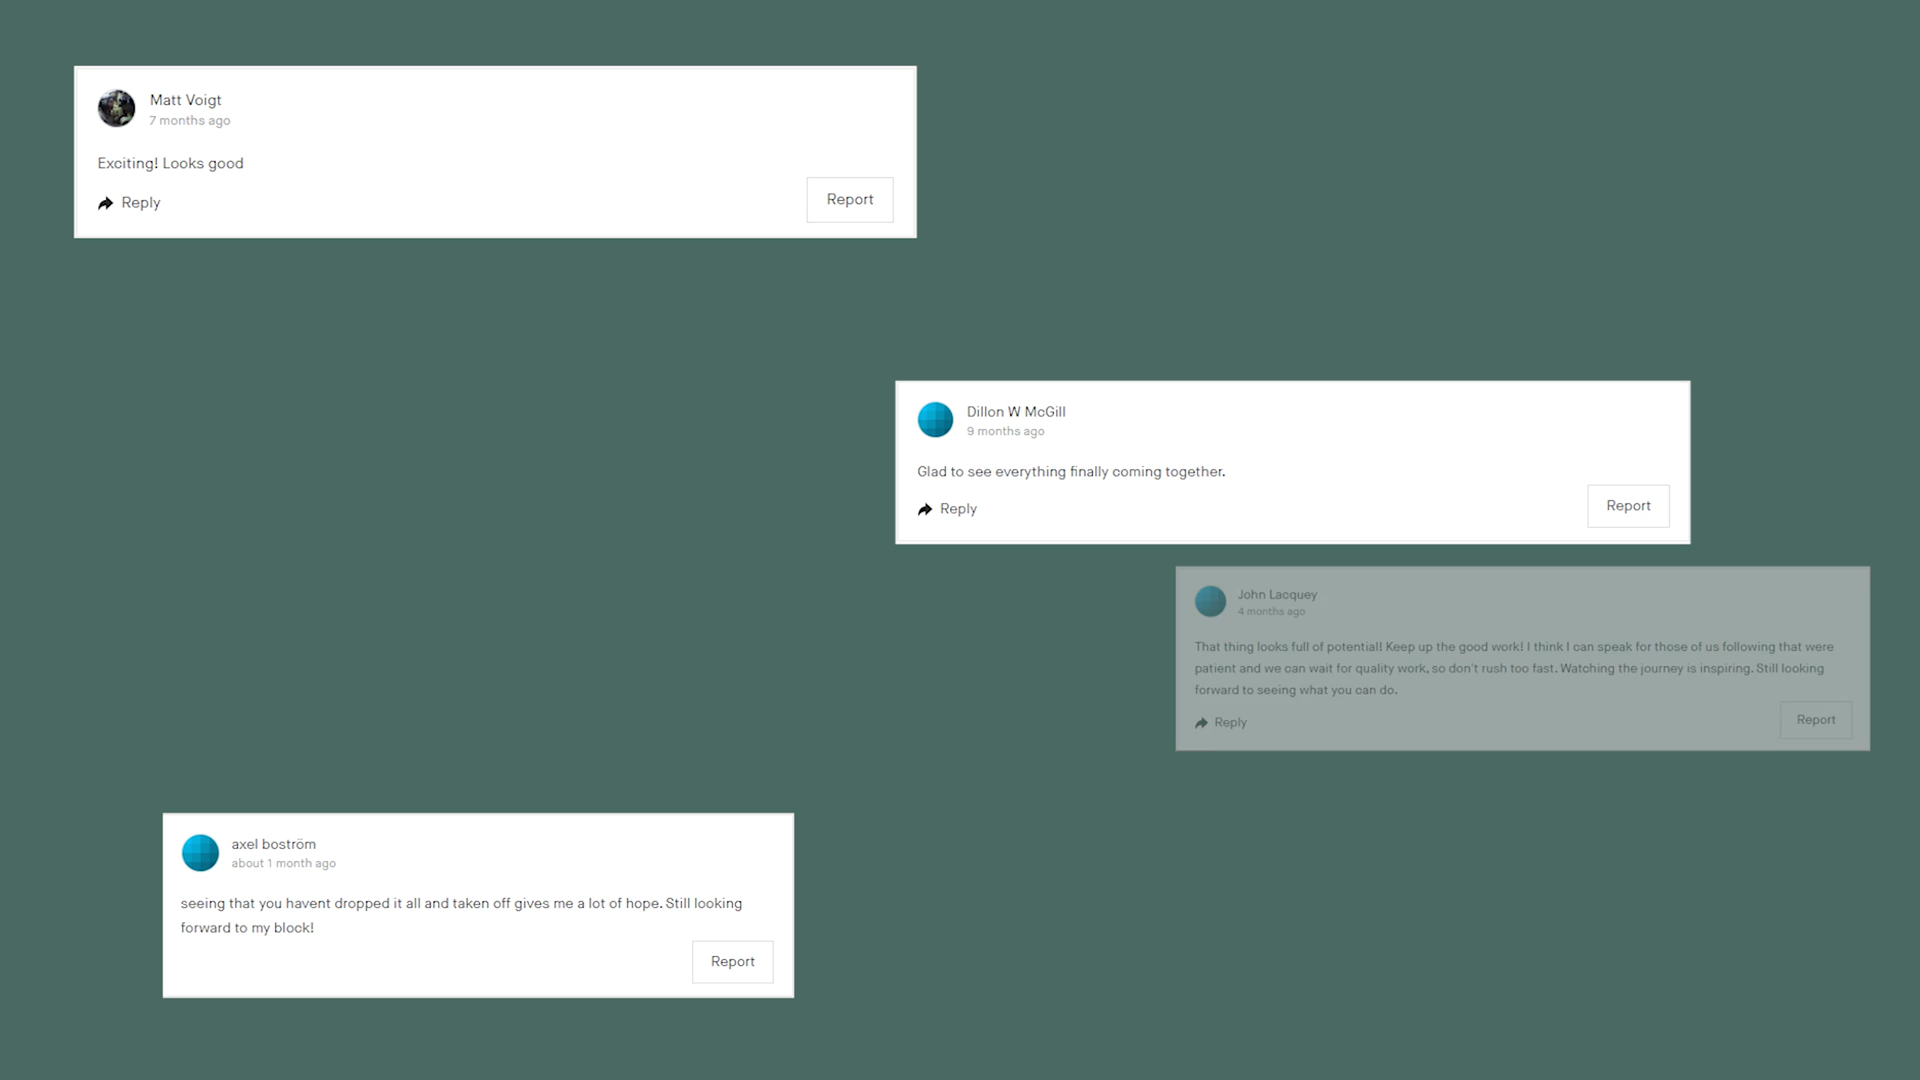 Matt Voigt
7 months ago
Exciting! Looks good
Reply
Report
Dillon W McGill
9 months ago
Glad to see everything finally coming together.
Reply
Report
John Lacquey
4 months ago
That thing looks full of potential! Keep up the good work! I think I can speak for those of us following that were
patient and we can wait for quality work, so don't rush too fast. Watching the journey is inspiring. Still looking
forward to seeing what you can do.
Reply
Report
axel boström
about 1 month ago
seeing that you havent dropped it all and taken off gives me a lot of hope. Still looking
forward to my block!
Report